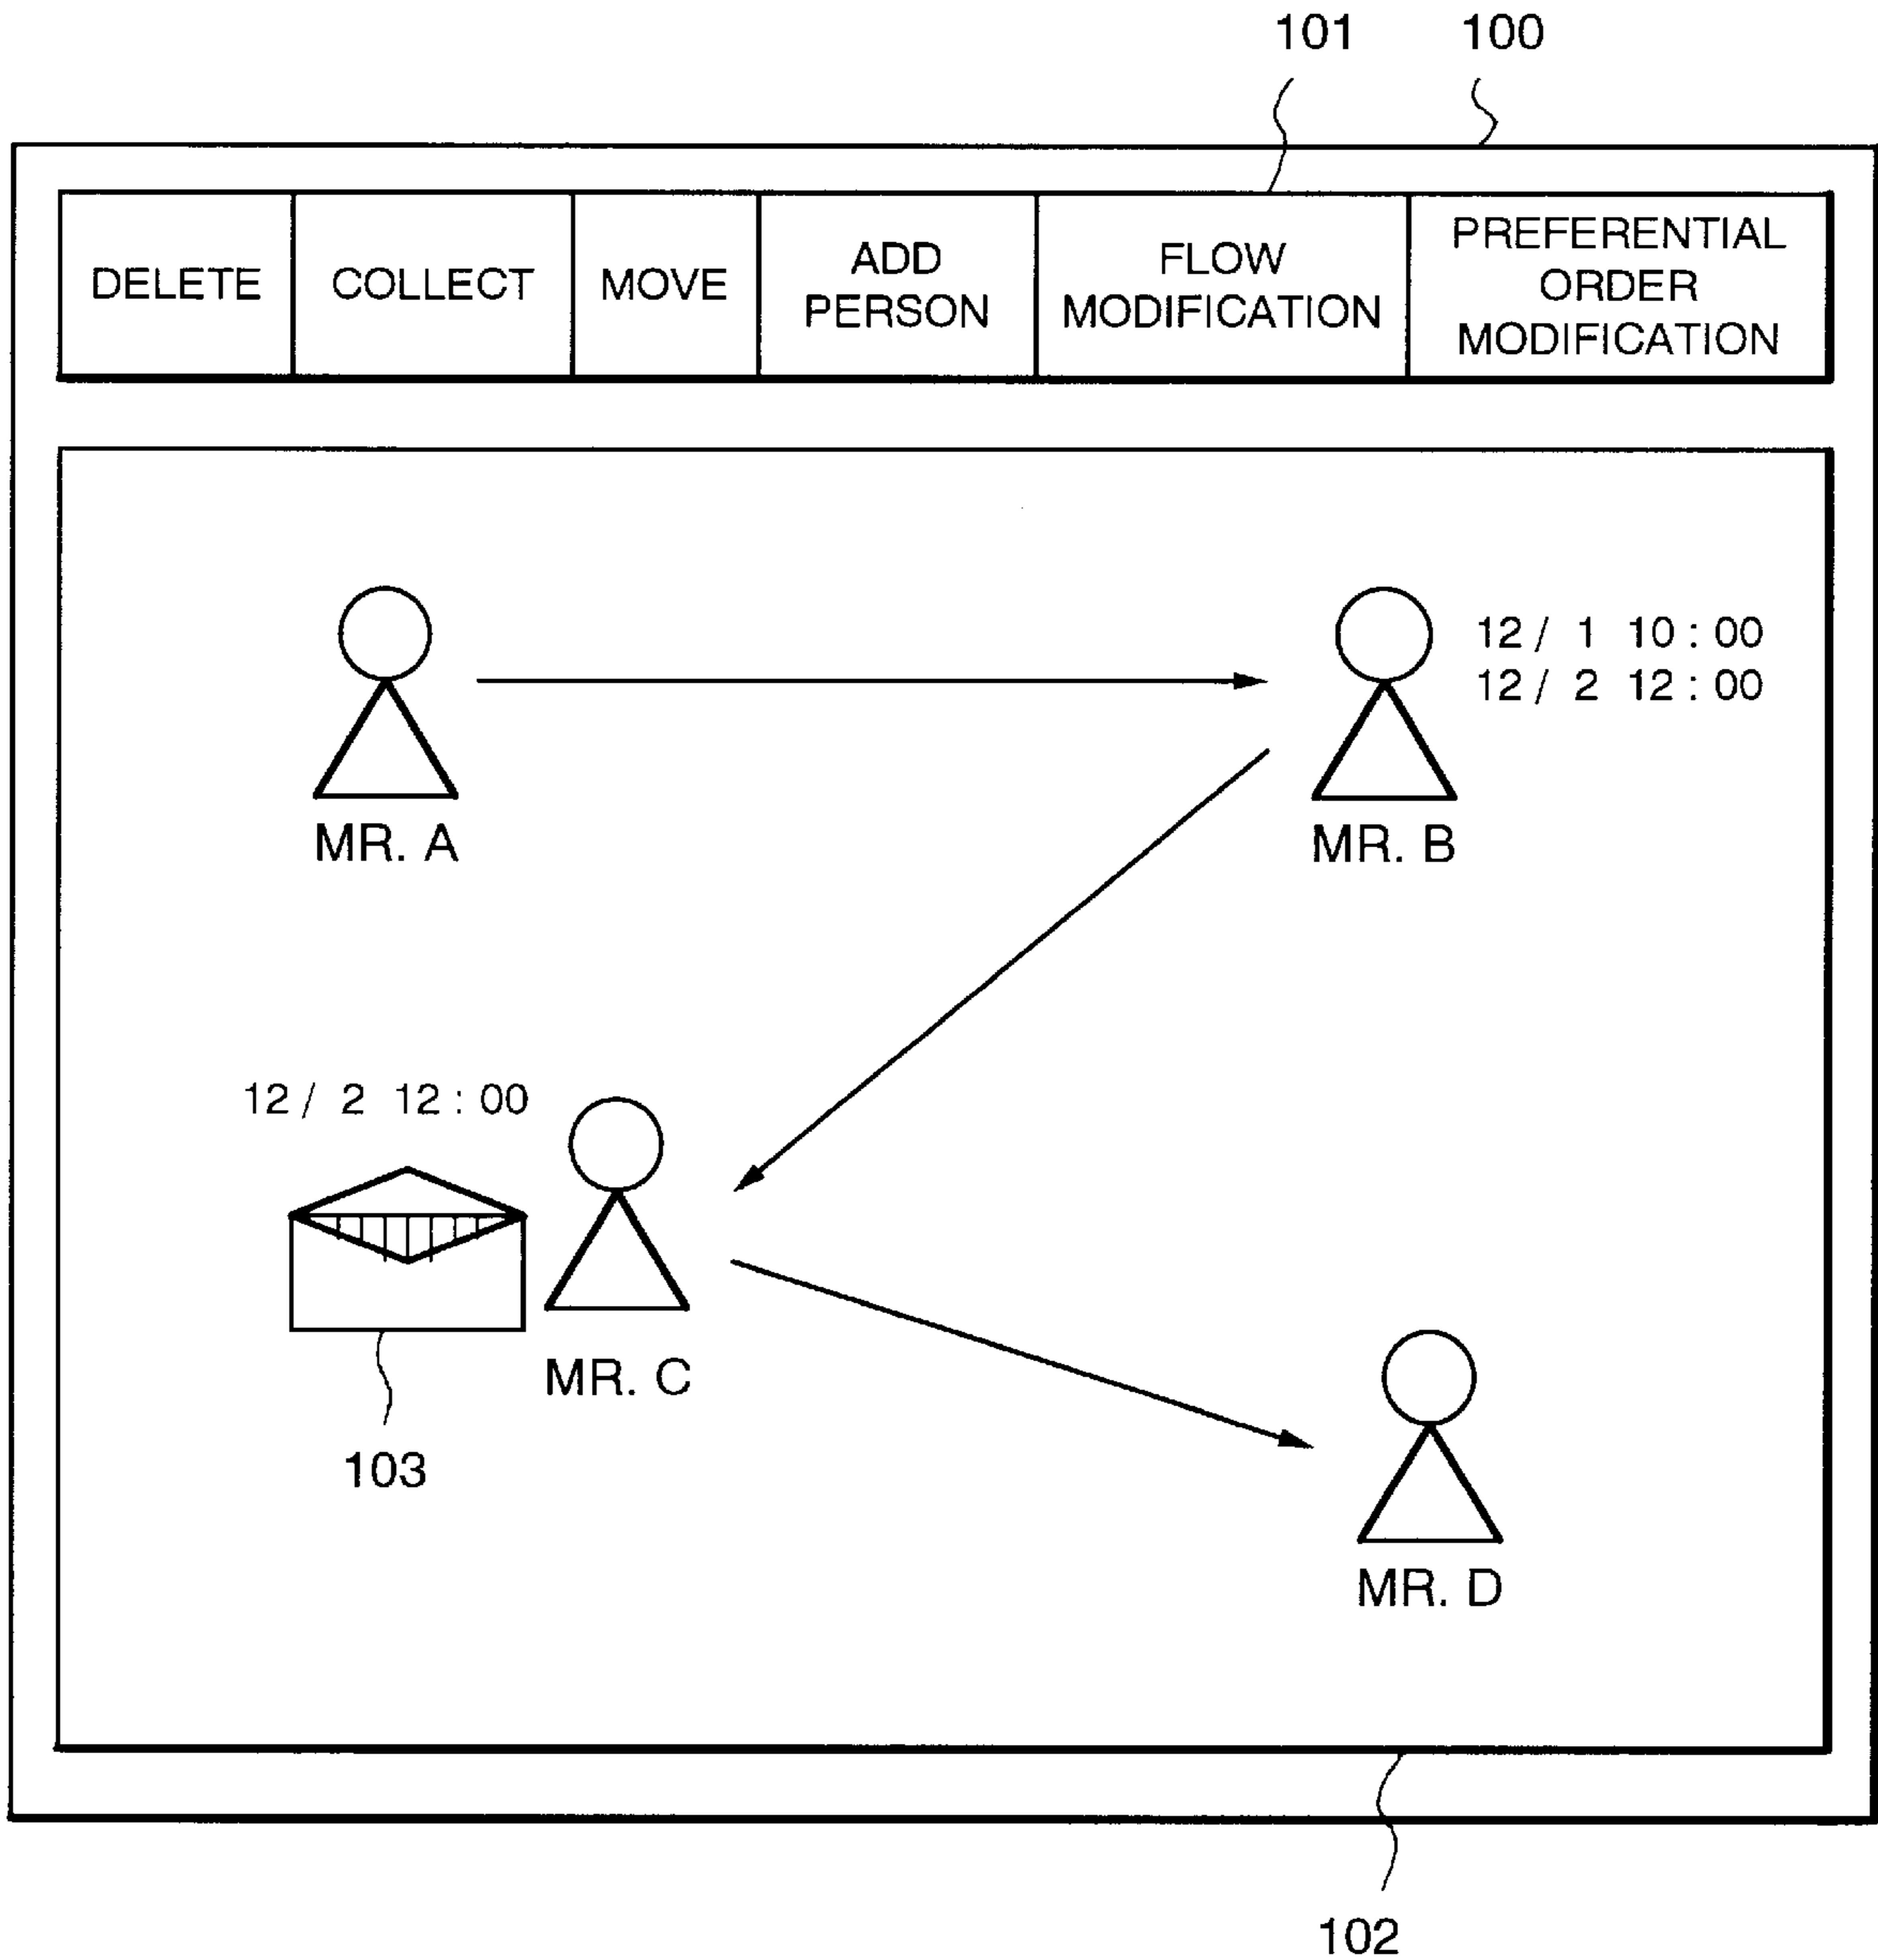 101 100
DELETE
COLLECT
MOVE
ADD
PERSON
FLOW
MODIFICATION
PREFERENTIAL
ORDER
MODIFICATION
12 / 1 10 : 00
12 / 2 12 : 00
MR. A
MR. B
12 / 2 12 : 00
MR. C
103
MR. D
102